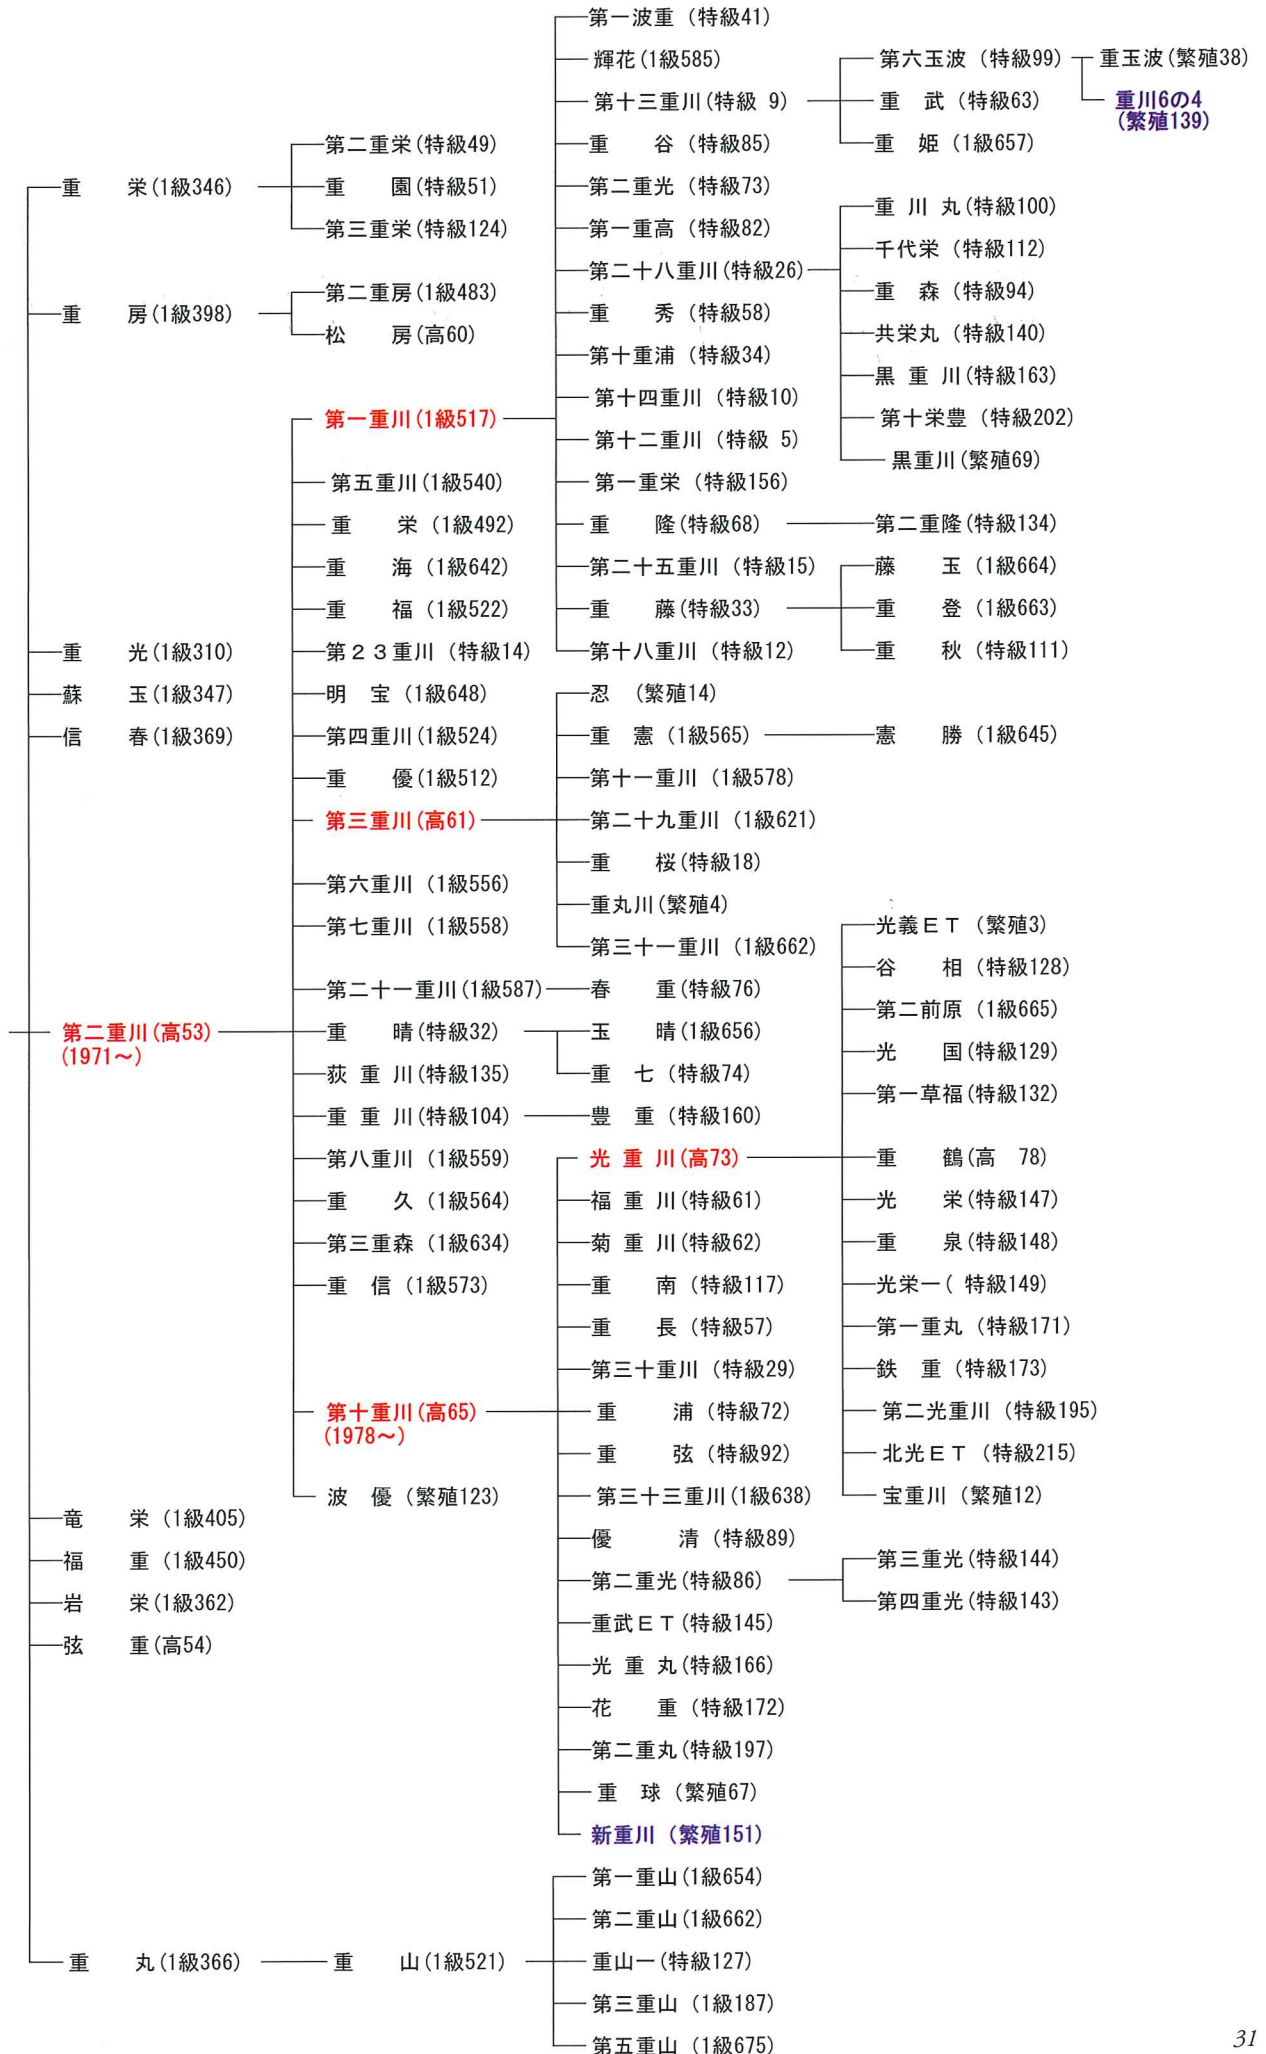 第一波重 (特級41)
輝花(1級585)
第十三重川(特級 9)
重 谷 (特級85)
第二重光 (特級73)
第一重高 (特級82)
第二十八重川(特級26)
重 秀 (特級58)
第十重浦 (特級34)
第十四重川 (特級10)
第十二重川 (特級 5)
第一重栄 (特級156)
重 隆(特級68)
第二十五重川 (特級15)
重 藤(特級33)
第十八重川 (特級12)
第六玉波 (特級99)
重 武 (特級63)
重 姫 (1級657)
重玉波(繁殖38)
重川6の4
(繁殖139)
重 川 丸(特級100)
千代栄 (特級112)
重 森 (特級94)
共栄丸 (特級140)
黒 重 川(特級163)
第十栄豊 (特級202)
黒重川(繁殖69)
第二重隆(特級134)
藤 玉 (1級664)
重 登 (1級663)
重 秋 (特級111)
重 栄(1級346)
第二重栄(特級49)
重 園(特級51)
第三重栄(特級124)
重 房(1級398)
第二重房(1級483)
松 房(高60)
重 光(1級310)
蘇 玉(1級347)
信 春(1級369)
第二重川(高53)
(1971~)
第一重川(1級517)
第五重川(1級540)
重 栄 (1級492)
重 海 (1級642)
重 福 (1級522)
第23重川 (特級14)
明 宝 (1級648)
第四重川(1級524)
重 優(1級512)
第三重川(高61)
第六重川 (1級556)
第七重川 (1級558)
第二十一重川(1級587)
重 晴(特級32)
荻 重 川(特級135)
重 重 川(特級104)
第八重川 (1級559)
重 久 (1級564)
第三重森 (1級634)
重 信 (1級573)
第十重川(高65)
(1978~)
波 優 (繁殖123)
忍 (繁殖14)
重 憲 (1級565)
憲 勝 (1級645)
第十一重川 (1級578)
第二十九重川 (1級621)
重 桜(特級18)
重丸川(繁殖4)
第三十一重川 (1級662)
春 重(特級76)
玉 晴(1級656)
重 七 (特級74)
豊 重 (特級160)
光 重 川(高73)
福 重 川(特級61)
菊 重 川(特級62)
重 南 (特級117)
重 長 (特級57)
第三十重川 (特級29)
重 浦 (特級72)
重 弦 (特級92)
第三十三重川(1級638)
優 清 (特級89)
第二重光(特級86)
重武ET(特級145)
光 重 丸(特級166)
花 重 (特級172)
第二重丸(特級197)
重 球 (繁殖67)
新重川 (繁殖151)
光義ET (繁殖3)
谷 相 (特級128)
第二前原 (1級665)
光 国(特級129)
第一草福(特級132)
重 鶴(高 78)
光 栄(特級147)
重 泉(特級148)
光栄一( 特級149)
第一重丸 (特級171)
鉄 重 (特級173)
第二光重川 (特級195)
北光ET (特級215)
宝重川 (繁殖12)
第三重光(特級144)
第四重光(特級143)
竜 栄 (1級405)
福 重 (1級450)
岩 栄(1級362)
弦 重(高54)
重 丸(1級366)
重 山(1級521)
第一重山(1級654)
第二重山(1級662)
重山一(特級127)
第三重山 (1級187)
第五重山 (1級675)
31